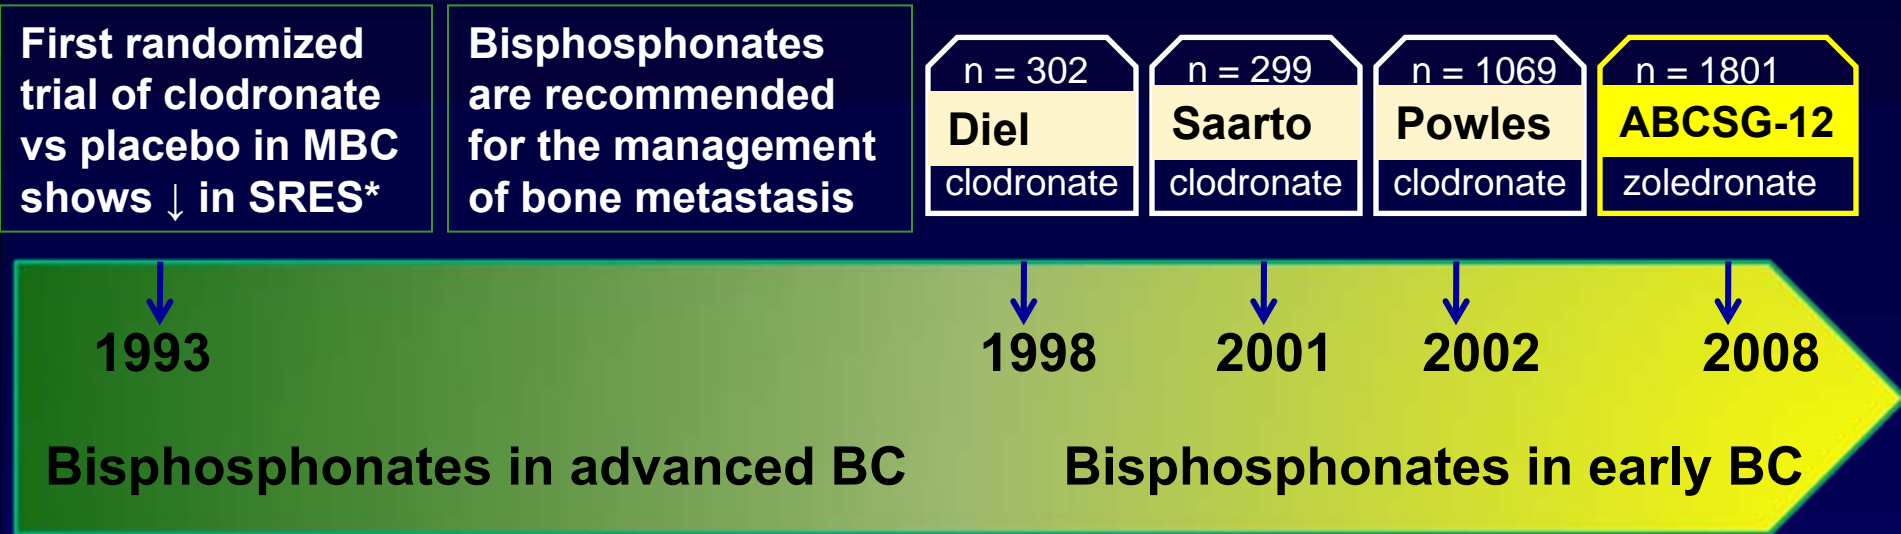 First randomized
trial of clodronate
vs placebo in MBC
shows ↓ in SRES*
Bisphosphonates
are recommended
for the management
of bone metastasis
n = 302
Diel
clodronate
n = 299
Saarto
clodronate
n = 1069
Powles
clodronate
n = 1801
ABCSG-12
zoledronate
1993
1998
2001
2002
2008
Bisphosphonates in advanced BC
Bisphosphonates in early BC